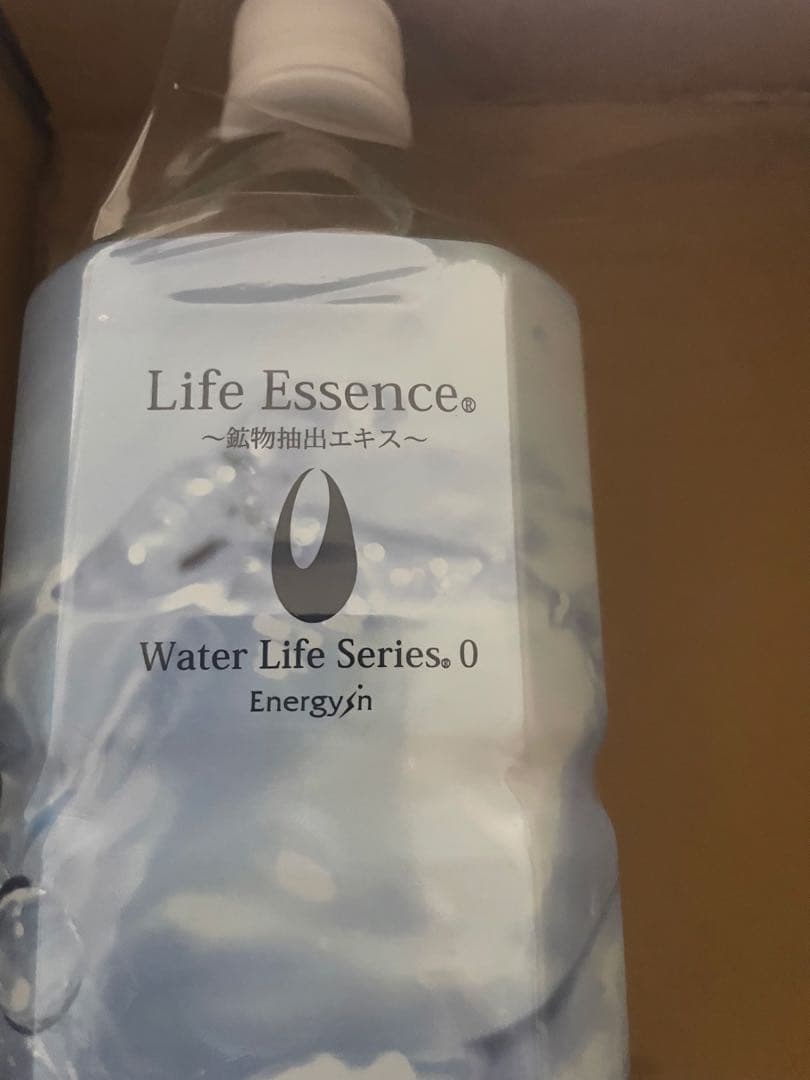 Life Essence®
～鉱物抽出エキス～
Water Life Series® 0
Energyin